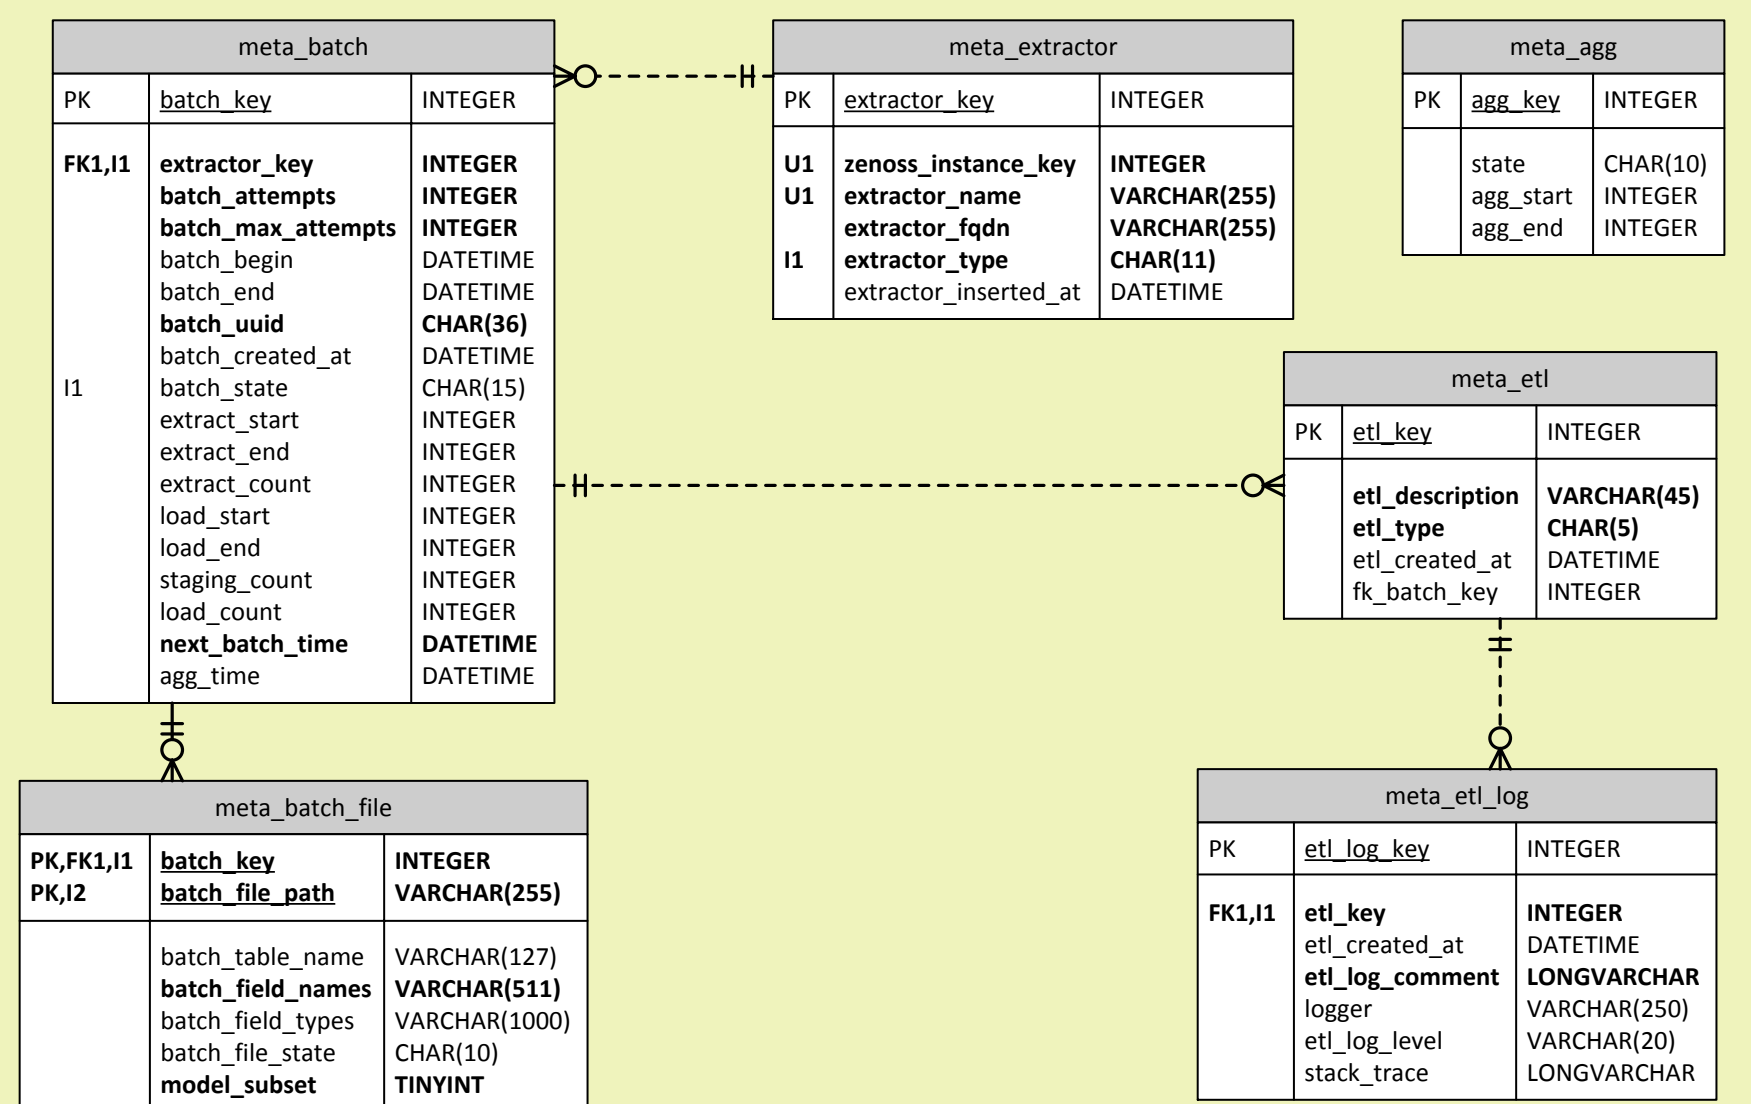 meta_batch
PK batch_key INTEGER
FK1,I1 extractor_key INTEGER
batch_attempts INTEGER
batch_max_attempts INTEGER
batch_begin DATETIME
batch_end DATETIME
batch_uuid CHAR(36)
batch_created_at DATETIME
I1 batch_state CHAR(15)
extract_start INTEGER
extract_end INTEGER
extract_count INTEGER
load_start INTEGER
load_end INTEGER
staging_count INTEGER
load_count INTEGER
next_batch_time DATETIME
agg_time DATETIME
meta_extractor
PK extractor_key INTEGER
U1 zenoss_instance_key INTEGER
U1 extractor_name VARCHAR(255)
extractor_fqdn VARCHAR(255)
I1 extractor_type CHAR(11)
extractor_inserted_at DATETIME
meta_agg
PK agg_key INTEGER
state CHAR(10)
agg_start INTEGER
agg_end INTEGER
meta_etl
PK etl_key INTEGER
etl_description VARCHAR(45)
etl_type CHAR(5)
etl_created_at DATETIME
fk_batch_key INTEGER
meta_batch_file
PK,FK1,I1 batch_key INTEGER
PK,I2 batch_file_path VARCHAR(255)
batch_table_name VARCHAR(127)
batch_field_names VARCHAR(511)
batch_field_types VARCHAR(1000)
batch_file_state CHAR(10)
model_subset TINYINT
meta_etl_log
PK etl_log_key INTEGER
FK1,I1 etl_key INTEGER
etl_created_at DATETIME
etl_log_comment LONGVARCHAR
logger VARCHAR(250)
etl_log_level VARCHAR(20)
stack_trace LONGVARCHAR